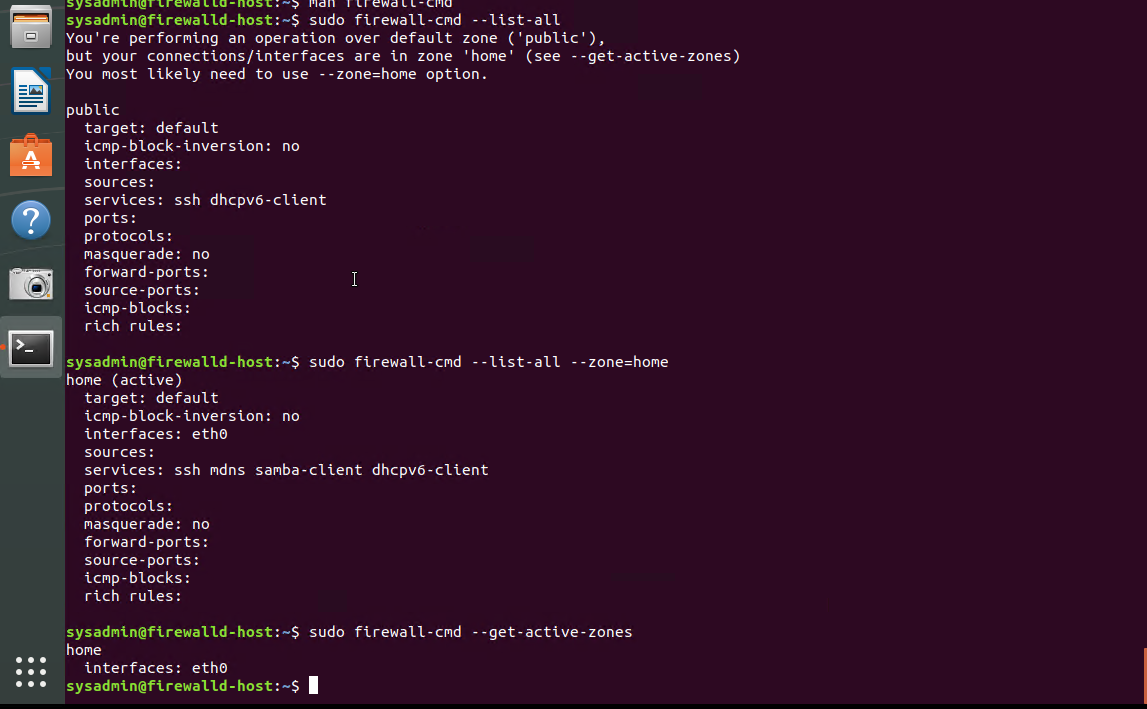 sysadmin@firewalld-host:~$ man firewall-cmd
sysadmin@firewalld-host:~$ sudo firewall-cmd --list-all
You're performing an operation over default zone ('public'),
but your connections/interfaces are in zone 'home' (see --get-active-zones)
You most likely need to use --zone=home option.
public
target: default
icmp-block-inversion: no
interfaces:
sources:
services: ssh dhcpv6-client
ports:
protocols:
masquerade: no
forward-ports:
source-ports:
icmp-blocks:
rich rules:
sysadmin@firewalld-host:~$ sudo firewall-cmd --list-all --zone=home
home (active)
target: default
icmp-block-inversion: no
interfaces: eth0
sources:
services: ssh mdns samba-client dhcpv6-client
ports:
protocols:
masquerade: no
forward-ports:
source-ports:
icmp-blocks:
rich rules:
sysadmin@firewalld-host:~$ sudo firewall-cmd --get-active-zones
home
interfaces: eth0
sysadmin@firewalld-host:~$